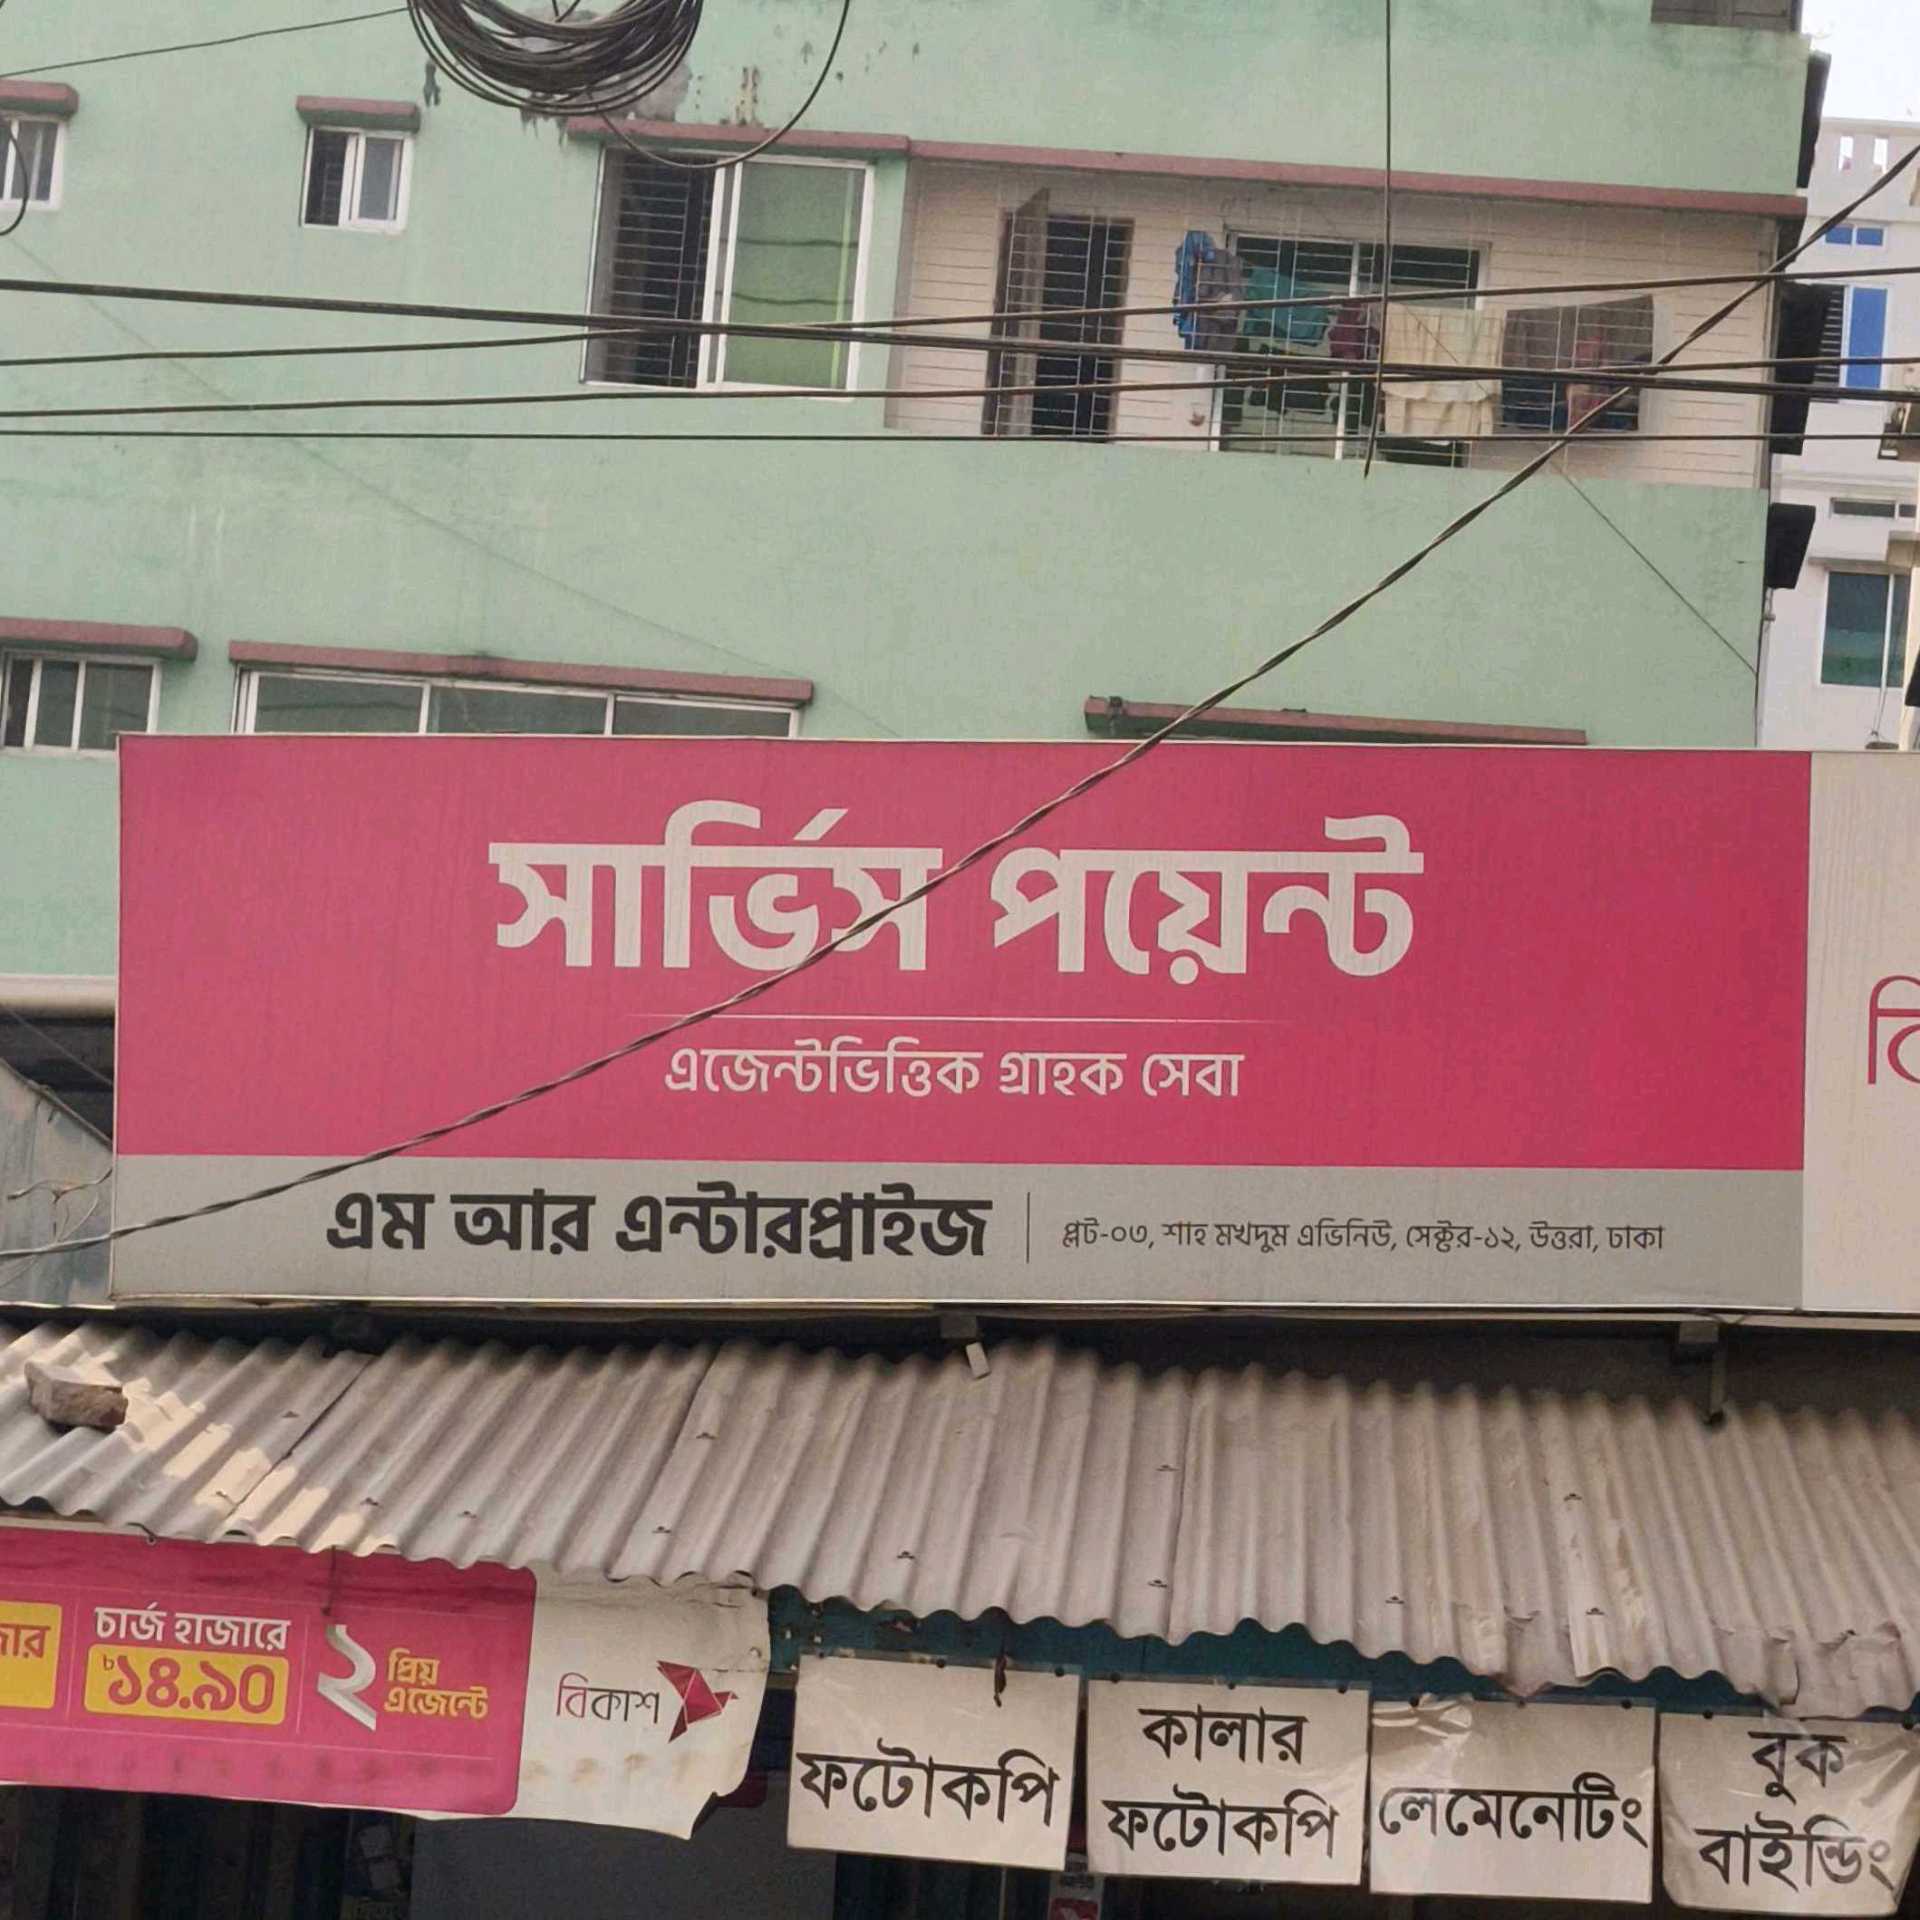 সার্ভিস পয়েন্ট
এজেন্টভিত্তিক গ্রাহক সেবা
এম আর এন্টারপ্রাইজ
প্লট-০৩, শাহ মখদুম এভিনিউ, সেক্টর-১২, উত্তরা, ঢাকা
চার্জ হাজারে
৳১৪.৯০
২ প্রিয়
এজেন্টে
বিকাশ
ফটোকপি
কালার
ফটোকপি
লেমেনেটিং
বুক
বাইন্ডিং